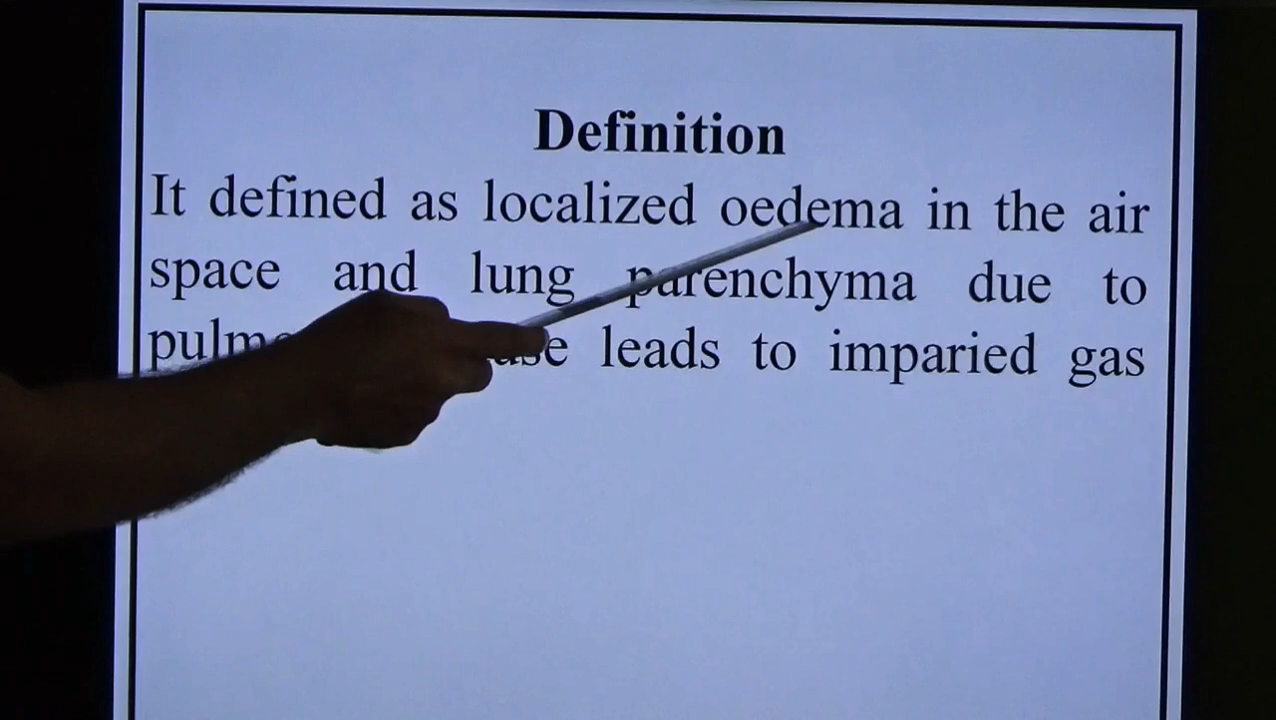 Definition
It defined as localized oedema in the air
space and lung parenchyma due to
leads to imparied gas